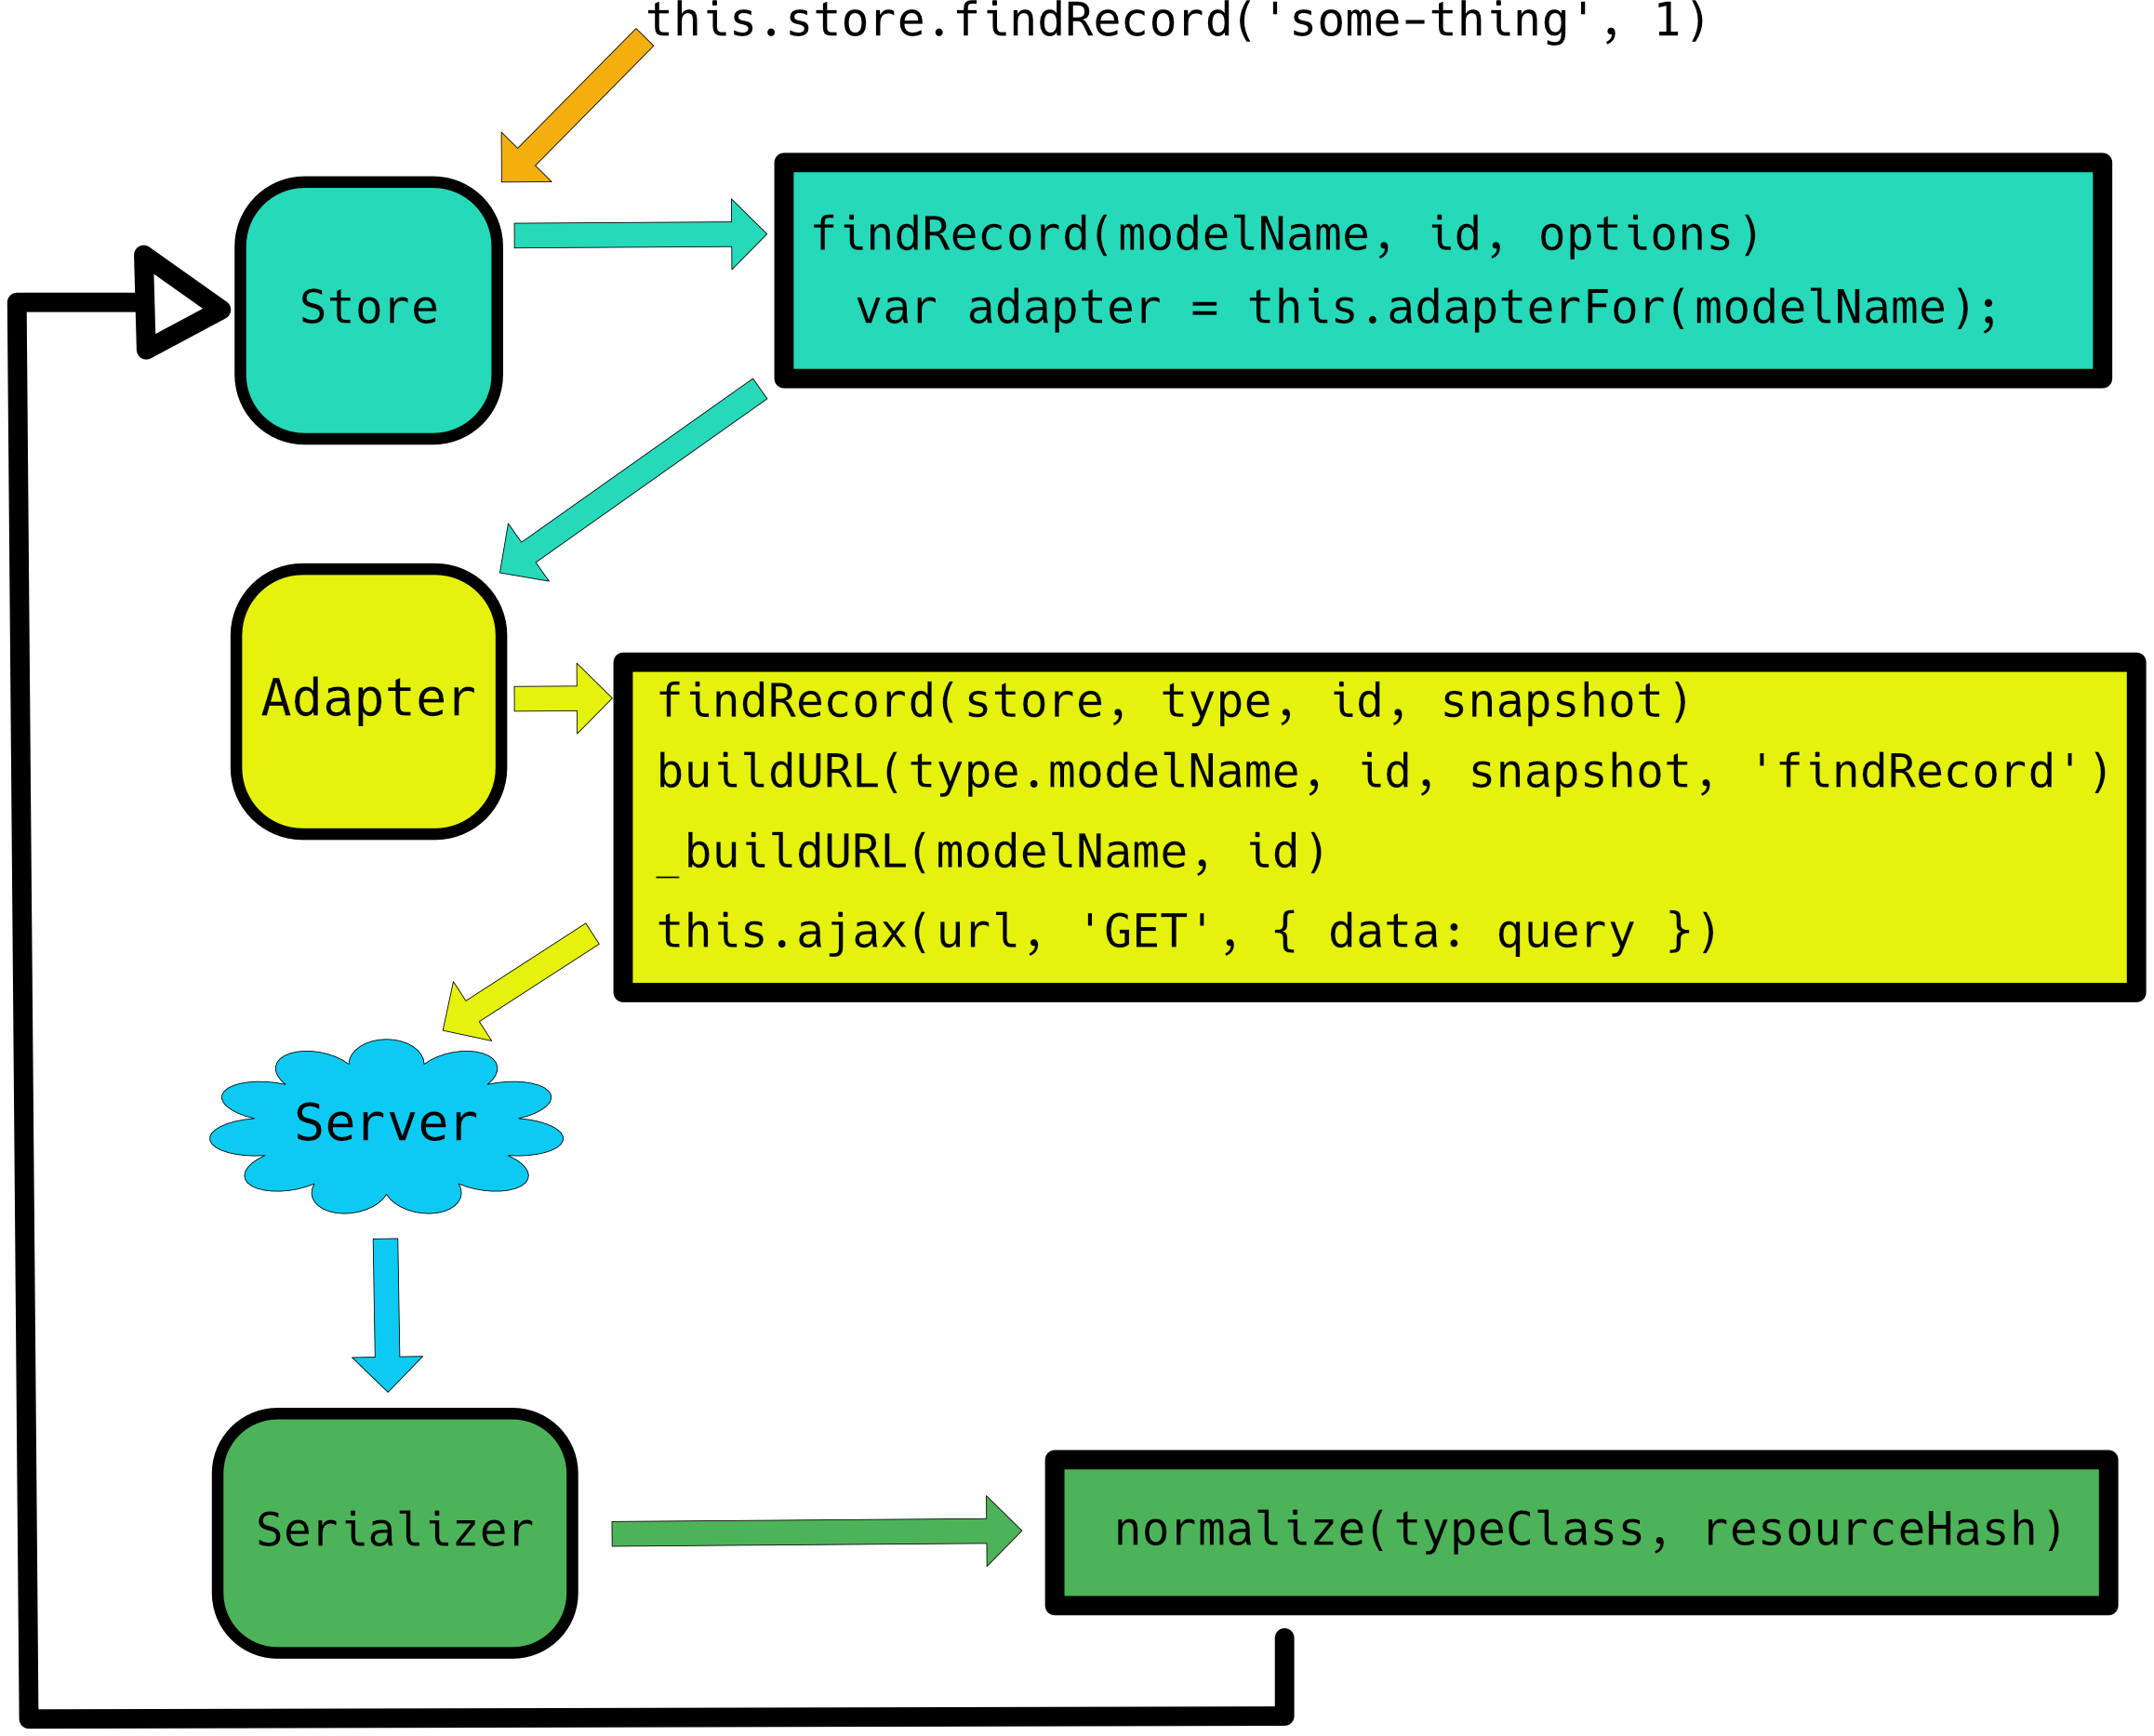 this.store.findRecord('some-thing', 1)
findRecord(modelName, id, options)
var adapter = this.adapterFor(modelName);
Store
Adapter
findRecord(store, type, id, snapshot)
buildURL(type.modelName, id, snapshot, 'findRecord')
_buildURL(modelName, id)
this.ajax(url, 'GET', { data: query })
Server
Serializer
normalize(typeClass, resourceHash)